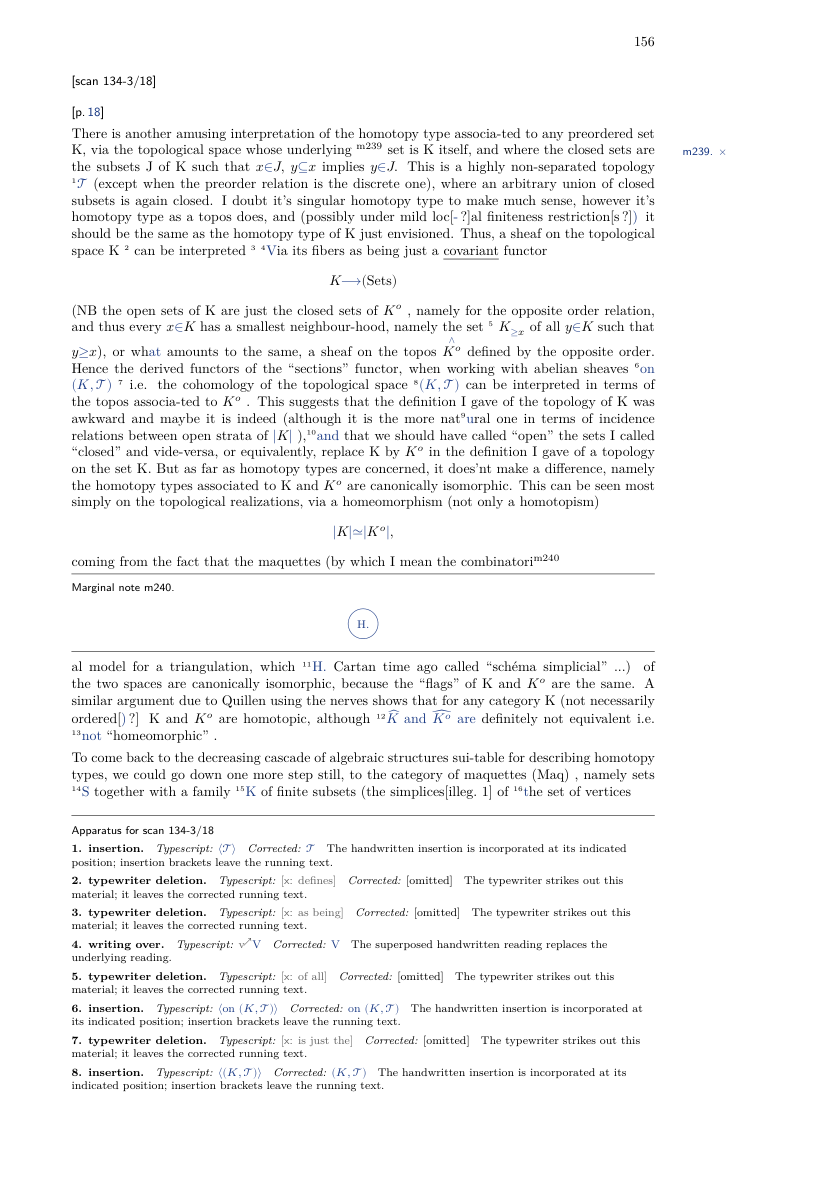 156
[scan 134-3/18]
[p. 18]
There is another amusing interpretation of the homotopy type associa-ted to any preordered set
K, via the topological space whose underlying m239 set is K itself, and where the closed sets are
m239. ×
the subsets J of K such that x∈J, y⊆x implies y∈J. This is a highly non-separated topology
¹𝒯 (except when the preorder relation is the discrete one), where an arbitrary union of closed
subsets is again closed. I doubt it's singular homotopy type to make much sense, however it's
homotopy type as a topos does, and (possibly under mild loc[- ?]al finiteness restriction[s ?]) it
should be the same as the homotopy type of K just envisioned. Thus, a sheaf on the topological
space K ² can be interpreted ³ ⁴Via its fibers as being just a covariant functor
K⟶(Sets)
(NB the open sets of K are just the closed sets of Kᵒ , namely for the opposite order relation,
and thus every x∈K has a smallest neighbour-hood, namely the set ⁵ K≥x of all y∈K such that
y≥x), or what amounts to the same, a sheaf on the topos K̂ᵒ defined by the opposite order.
Hence the derived functors of the “sections” functor, when working with abelian sheaves ⁶on
(K,𝒯) ⁷ i.e. the cohomology of the topological space ⁸(K,𝒯) can be interpreted in terms of
the topos associa-ted to Kᵒ . This suggests that the definition I gave of the topology of K was
awkward and maybe it is indeed (although it is the more nat⁹ural one in terms of incidence
relations between open strata of |K| ),¹⁰and that we should have called “open” the sets I called
“closed” and vide-versa, or equivalently, replace K by Kᵒ in the definition I gave of a topology
on the set K. But as far as homotopy types are concerned, it does'nt make a difference, namely
the homotopy types associated to K and Kᵒ are canonically isomorphic. This can be seen most
simply on the topological realizations, via a homeomorphism (not only a homotopism)
|K|≃|Kᵒ|,
coming from the fact that the maquettes (by which I mean the combinatori m240
Marginal note m240.
H.
al model for a triangulation, which ¹¹H. Cartan time ago called “schéma simplicial” ...) of
the two spaces are canonically isomorphic, because the “flags” of K and Kᵒ are the same. A
similar argument due to Quillen using the nerves shows that for any category K (not necessarily
ordered[) ?] K and Kᵒ are homotopic, although ¹²K̂ and K̂ᵒ are definitely not equivalent i.e.
¹³not “homeomorphic” .
To come back to the decreasing cascade of algebraic structures sui-table for describing homotopy
types, we could go down one more step still, to the category of maquettes (Maq) , namely sets
¹⁴S together with a family ¹⁵K of finite subsets (the simplices[illeg. 1] of ¹⁶the set of vertices
Apparatus for scan 134-3/18
1. insertion. Typescript: ⟨𝒯⟩ Corrected: 𝒯 The handwritten insertion is incorporated at its indicated
position; insertion brackets leave the running text.
2. typewriter deletion. Typescript: [x: defines] Corrected: [omitted] The typewriter strikes out this
material; it leaves the corrected running text.
3. typewriter deletion. Typescript: [x: as being] Corrected: [omitted] The typewriter strikes out this
material; it leaves the corrected running text.
4. writing over. Typescript: v↗V Corrected: V The superposed handwritten reading replaces the
underlying reading.
5. typewriter deletion. Typescript: [x: of all] Corrected: [omitted] The typewriter strikes out this
material; it leaves the corrected running text.
6. insertion. Typescript: ⟨on (K,𝒯)⟩ Corrected: on (K,𝒯) The handwritten insertion is incorporated at
its indicated position; insertion brackets leave the running text.
7. typewriter deletion. Typescript: [x: is just the] Corrected: [omitted] The typewriter strikes out this
material; it leaves the corrected running text.
8. insertion. Typescript: ⟨(K,𝒯)⟩ Corrected: (K,𝒯) The handwritten insertion is incorporated at its
indicated position; insertion brackets leave the running text.